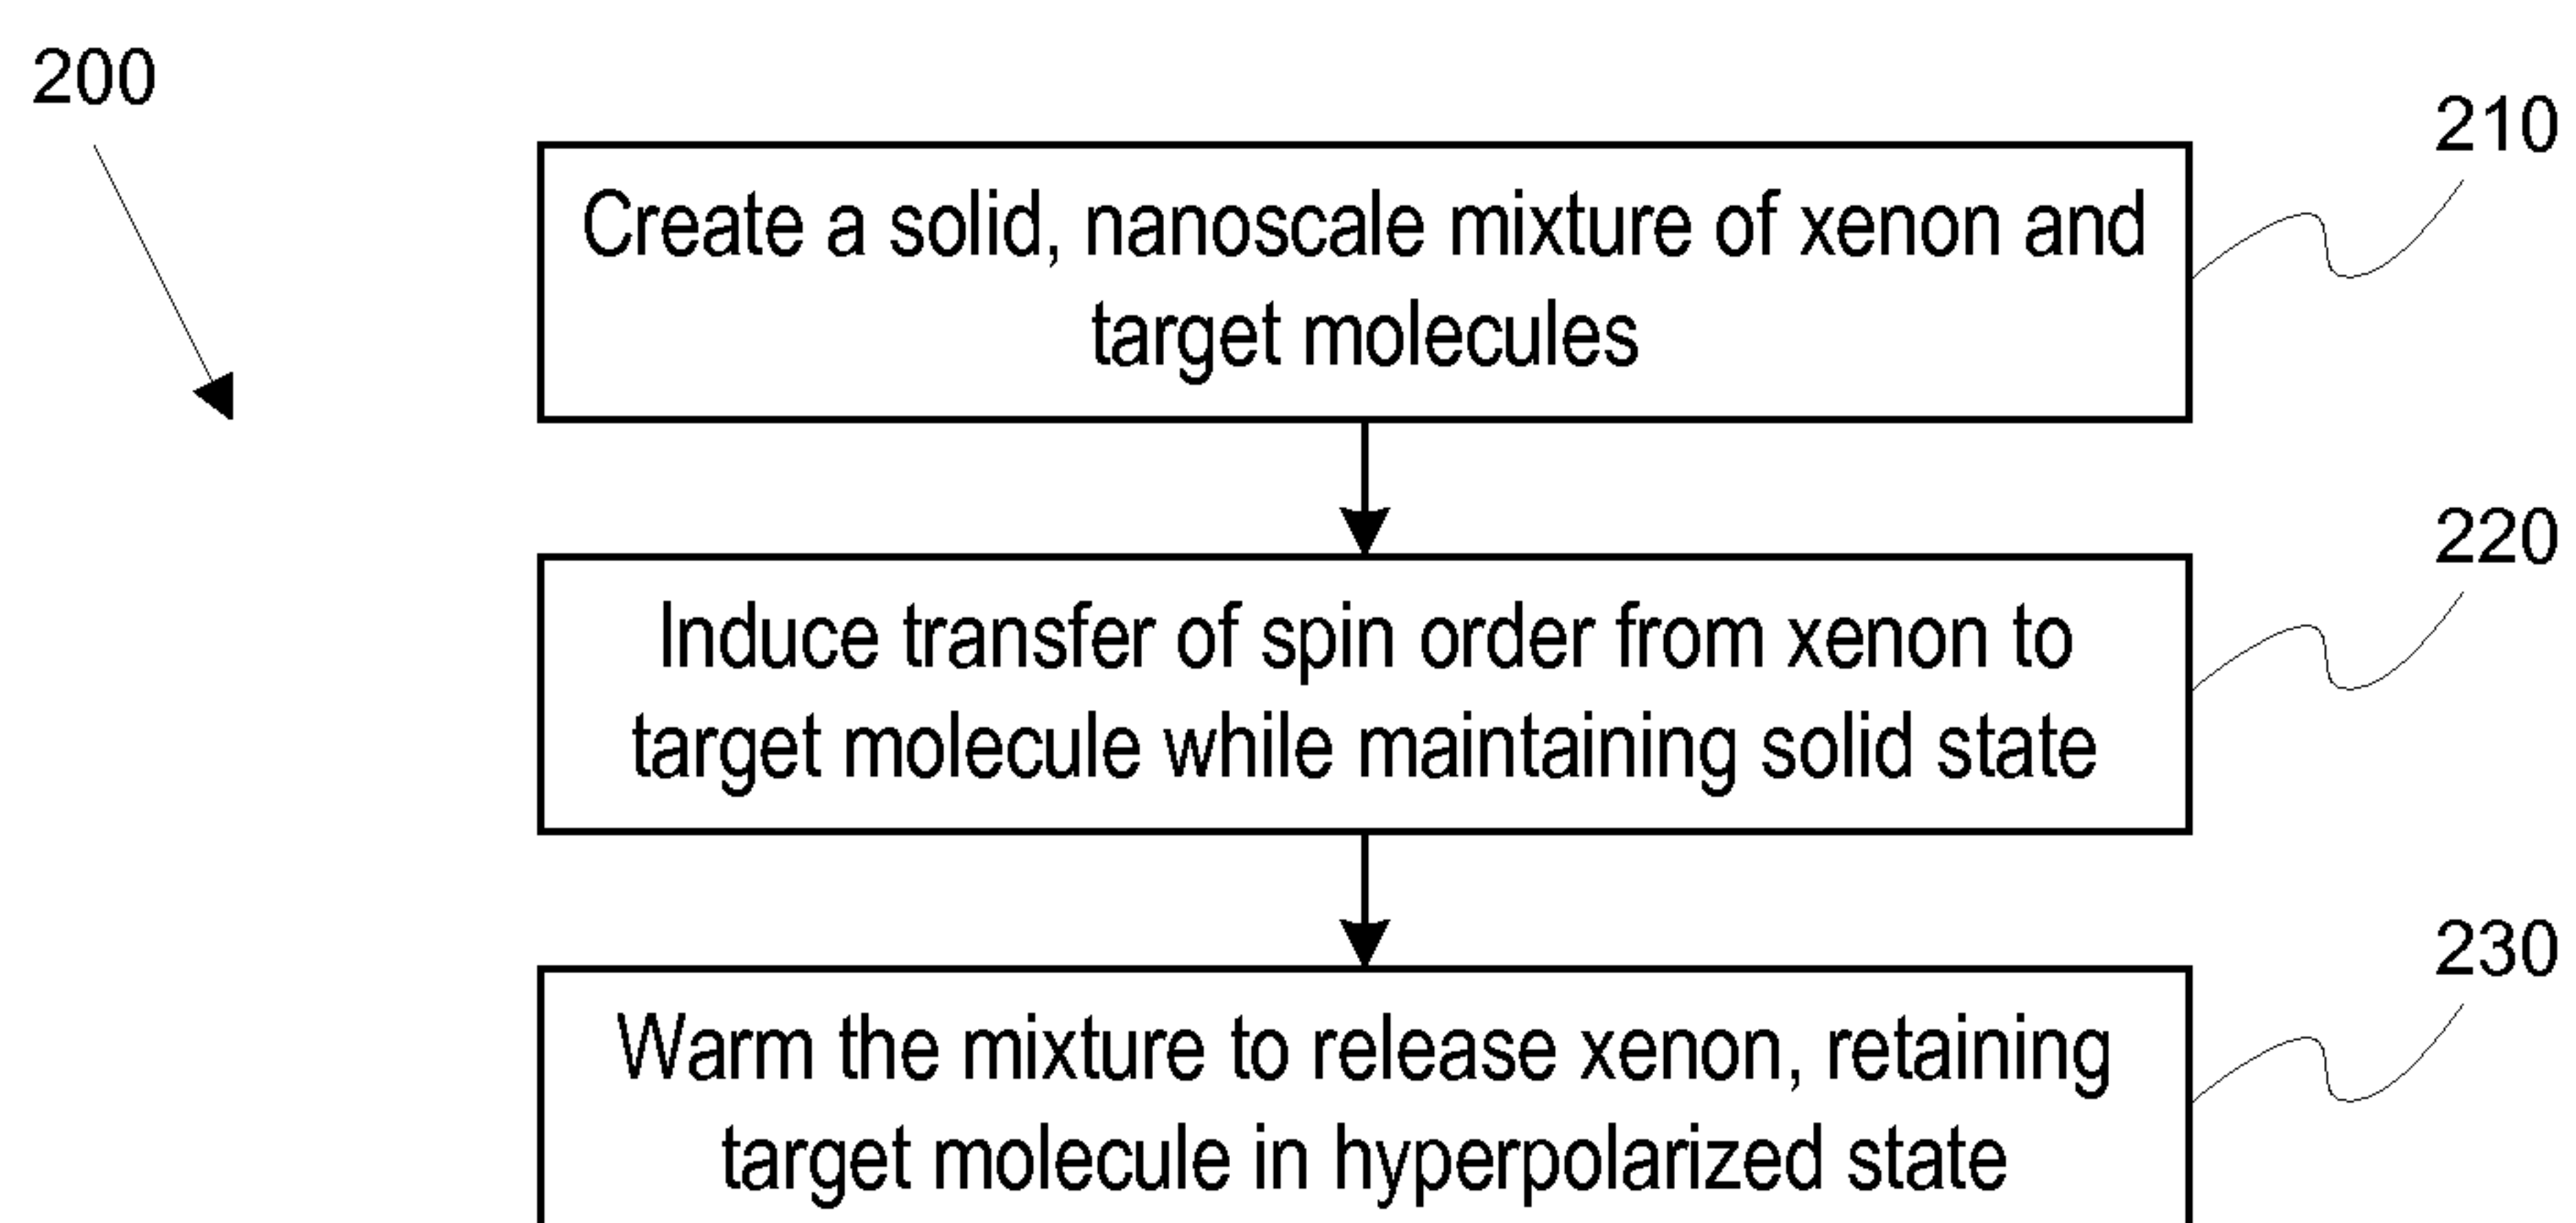 200
210
Create a solid, nanoscale mixture of xenon and
target molecules
220
Induce transfer of spin order from xenon to
target molecule while maintaining solid state
230
Warm the mixture to release xenon, retaining
target molecule in hyperpolarized state